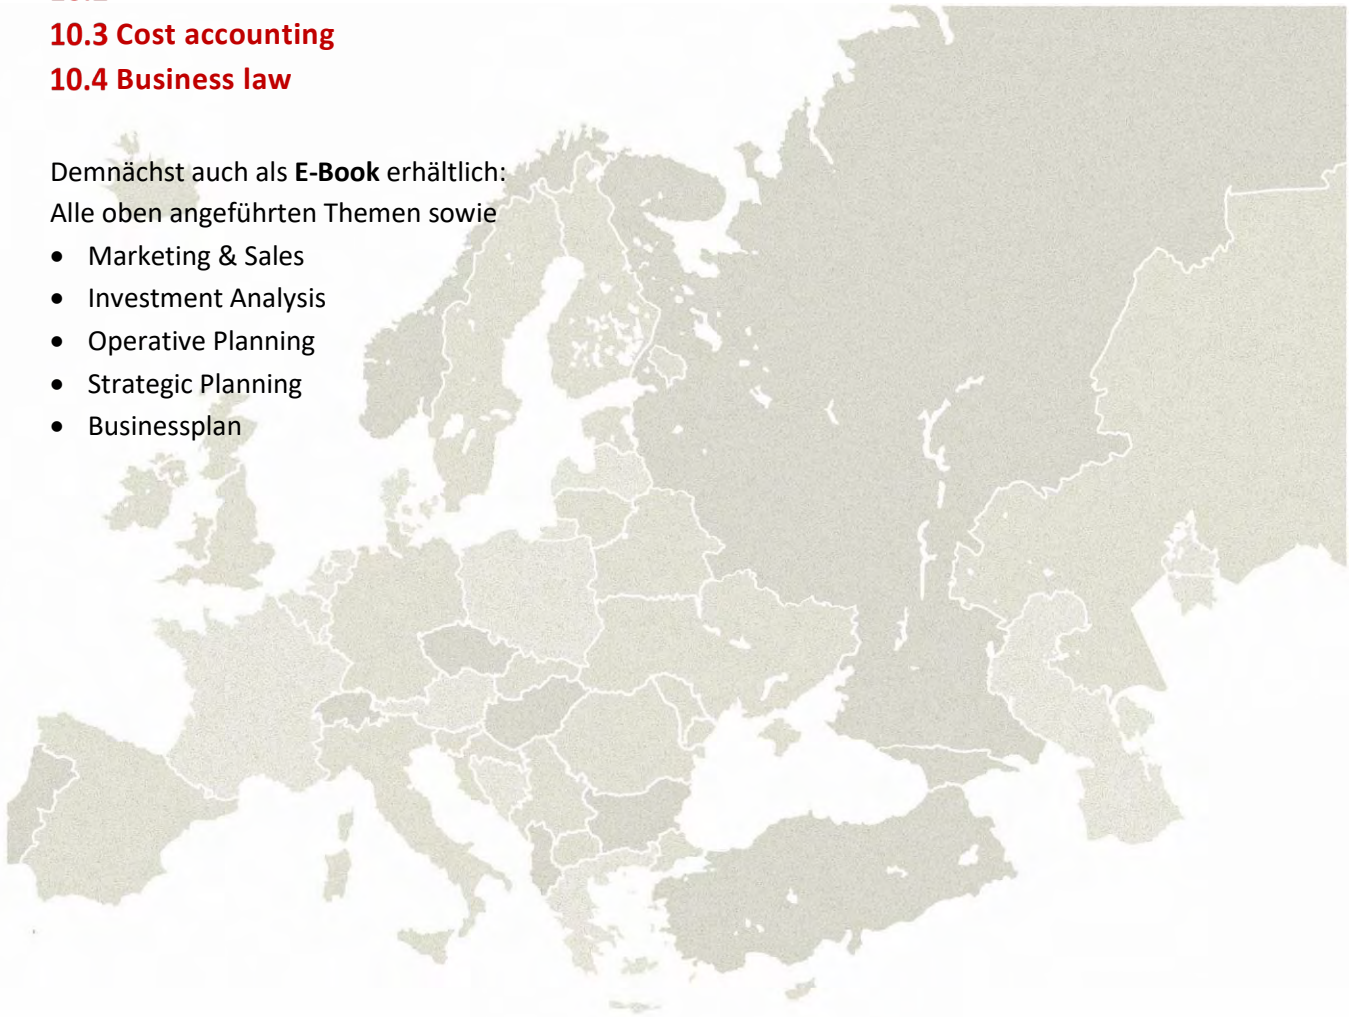 10.3 Cost accounting
10.4 Business law
Demnächst auch als E-Book erhältlich:
Alle oben angeführten Themen sowie
• Marketing & Sales
• Investment Analysis
• Operative Planning
• Strategic Planning
• Businessplan